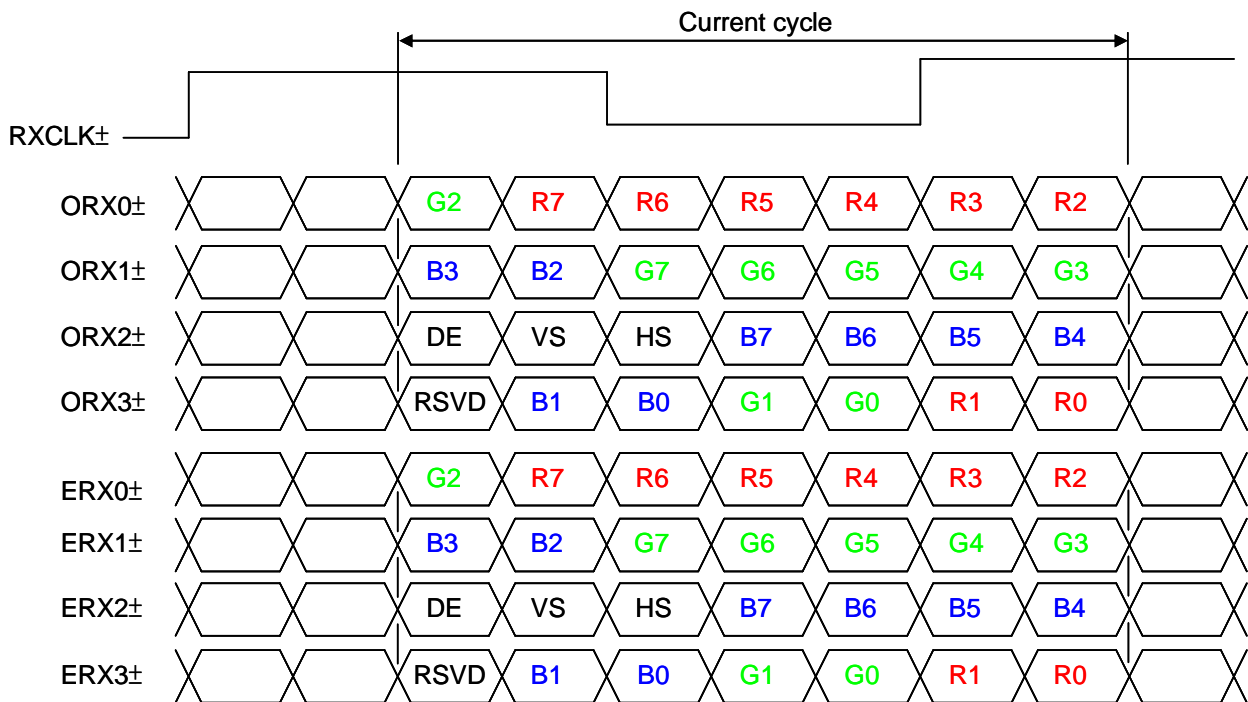 Current cycle
RXCLK±
ORX0± G2 R7 R6 R5 R4 R3 R2
ORX1± B3 B2 G7 G6 G5 G4 G3
ORX2± DE VS HS B7 B6 B5 B4
ORX3± RSVD B1 B0 G1 G0 R1 R0
ERX0± G2 R7 R6 R5 R4 R3 R2
ERX1± B3 B2 G7 G6 G5 G4 G3
ERX2± DE VS HS B7 B6 B5 B4
ERX3± RSVD B1 B0 G1 G0 R1 R0